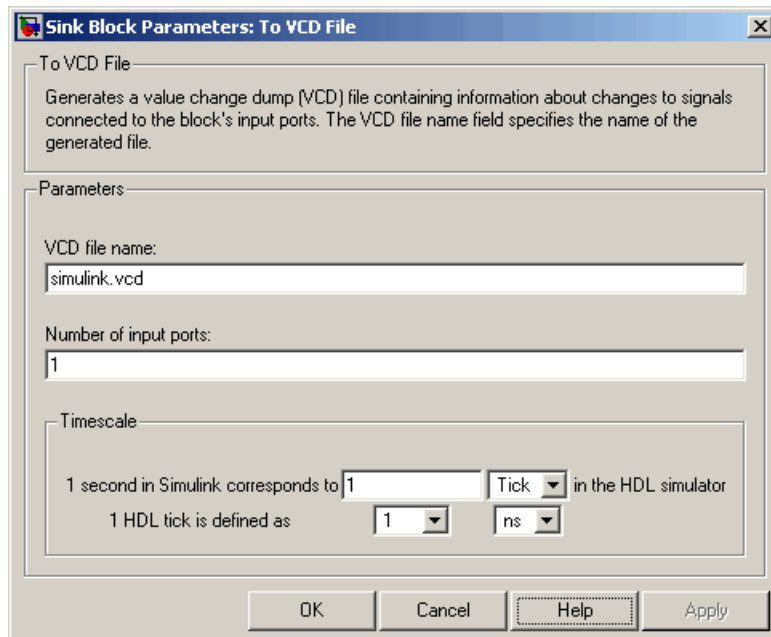 Sink Block Parameters: To VCD File
To VCD File
Generates a value change dump (VCD) file containing information about changes to signals
connected to the block's input ports. The VCD file name field specifies the name of the
generated file.
Parameters
VCD file name:
simulink.vcd
Number of input ports:
1
Timescale
1 second in Simulink corresponds to 1 Tick in the HDL simulator
1 HDL tick is defined as 1 ns
OK Cancel Help Apply